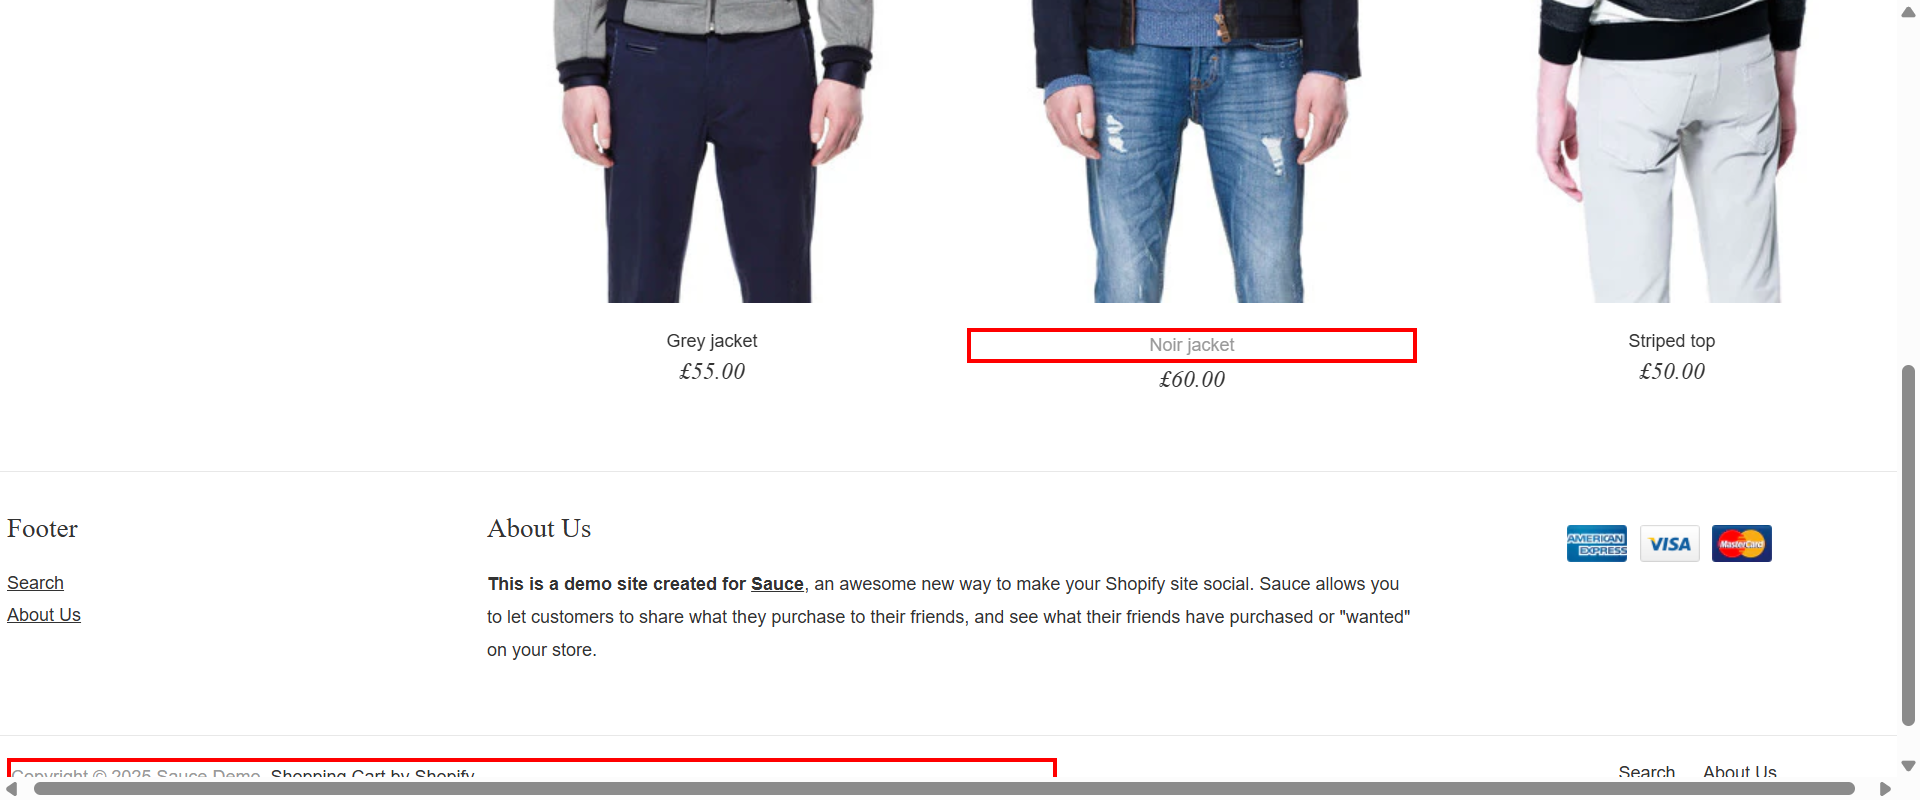 Grey jacket
£55.00
Noir jacket
£60.00
Striped top
£50.00
Footer
Search
About Us
About Us
This is a demo site created for Sauce, an awesome new way to make your Shopify site social. Sauce allows you
to let customers to share what they purchase to their friends, and see what their friends have purchased or "wanted"
on your store.
AMERICAN
EXPRESS
VISA
MasterCard
Copyright © 2025 Sauce Demo. Shopping Cart by Shopify
Search About Us